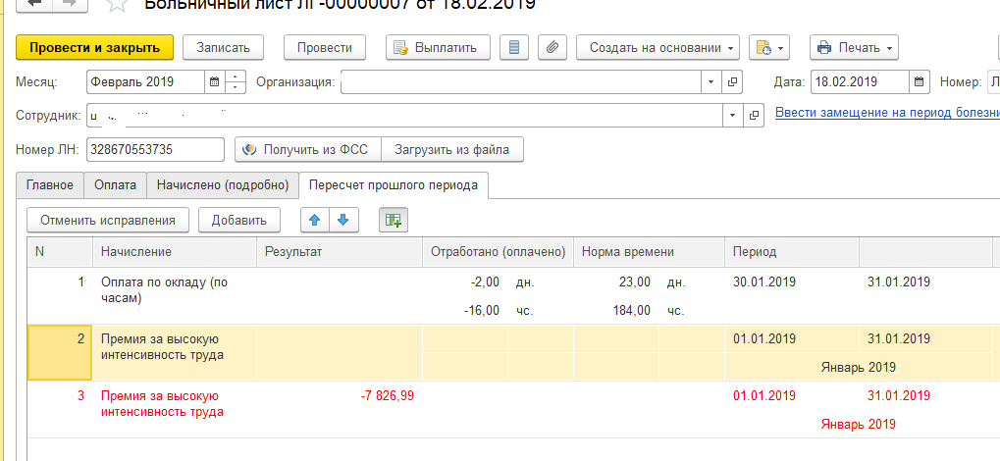 Больничный лист ЛГ-00000007 от 18.02.2019
Провести и закрыть Записать Провести Выплатить Создать на основании Печать
Месяц: Февраль 2019 Организация: Дата: 18.02.2019 Номер: Л
Сотрудник: Ввести замещение на период болезни
Номер ЛН: 328670553735 Получить из ФСС Загрузить из файла
Главное Оплата Начислено (подробно) Пересчет прошлого периода
Отменить исправления Добавить
N Начисление Результат Отработано (оплачено) Норма времени Период
1 Оплата по окладу (по часам) -2,00 дн. 23,00 дн. 30.01.2019 31.01.2019
-16,00 чс. 184,00 чс.
2 Премия за высокую интенсивность труда 01.01.2019 31.01.2019
Январь 2019
3 Премия за высокую интенсивность труда -7 826,99 01.01.2019 31.01.2019
Январь 2019